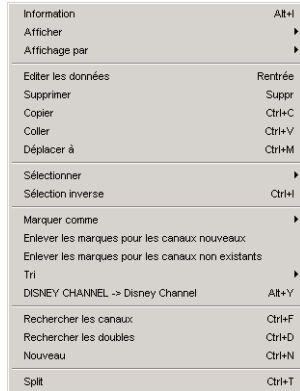 Information Alt+I
Afficher
Affichage par
Editer les données Rentrée
Supprimer Suppr
Copier Ctrl+C
Coller Ctrl+V
Déplacer à Ctrl+M
Sélectionner
Sélection inverse Ctrl+I
Marquer comme
Enlever les marques pour les canaux nouveaux
Enlever les marques pour les canaux non existants
Tri
DISNEY CHANNEL -> Disney Channel Alt+Y
Rechercher les canaux Ctrl+F
Rechercher les doubles Ctrl+D
Nouveau Ctrl+N
Split Ctrl+T